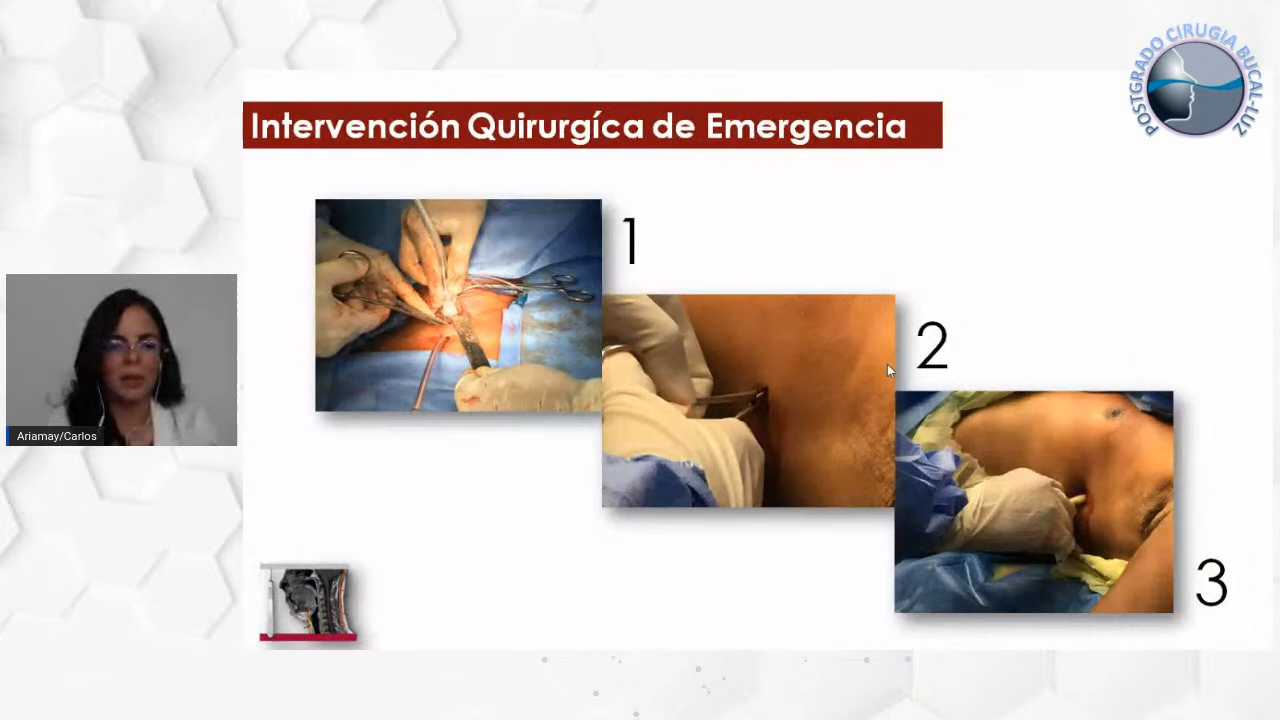 POSTGRADO CIRUGIA BUCAL-LUZ
Intervención Quirurgíca de Emergencia
1
2
3
Ariamay/Carlos